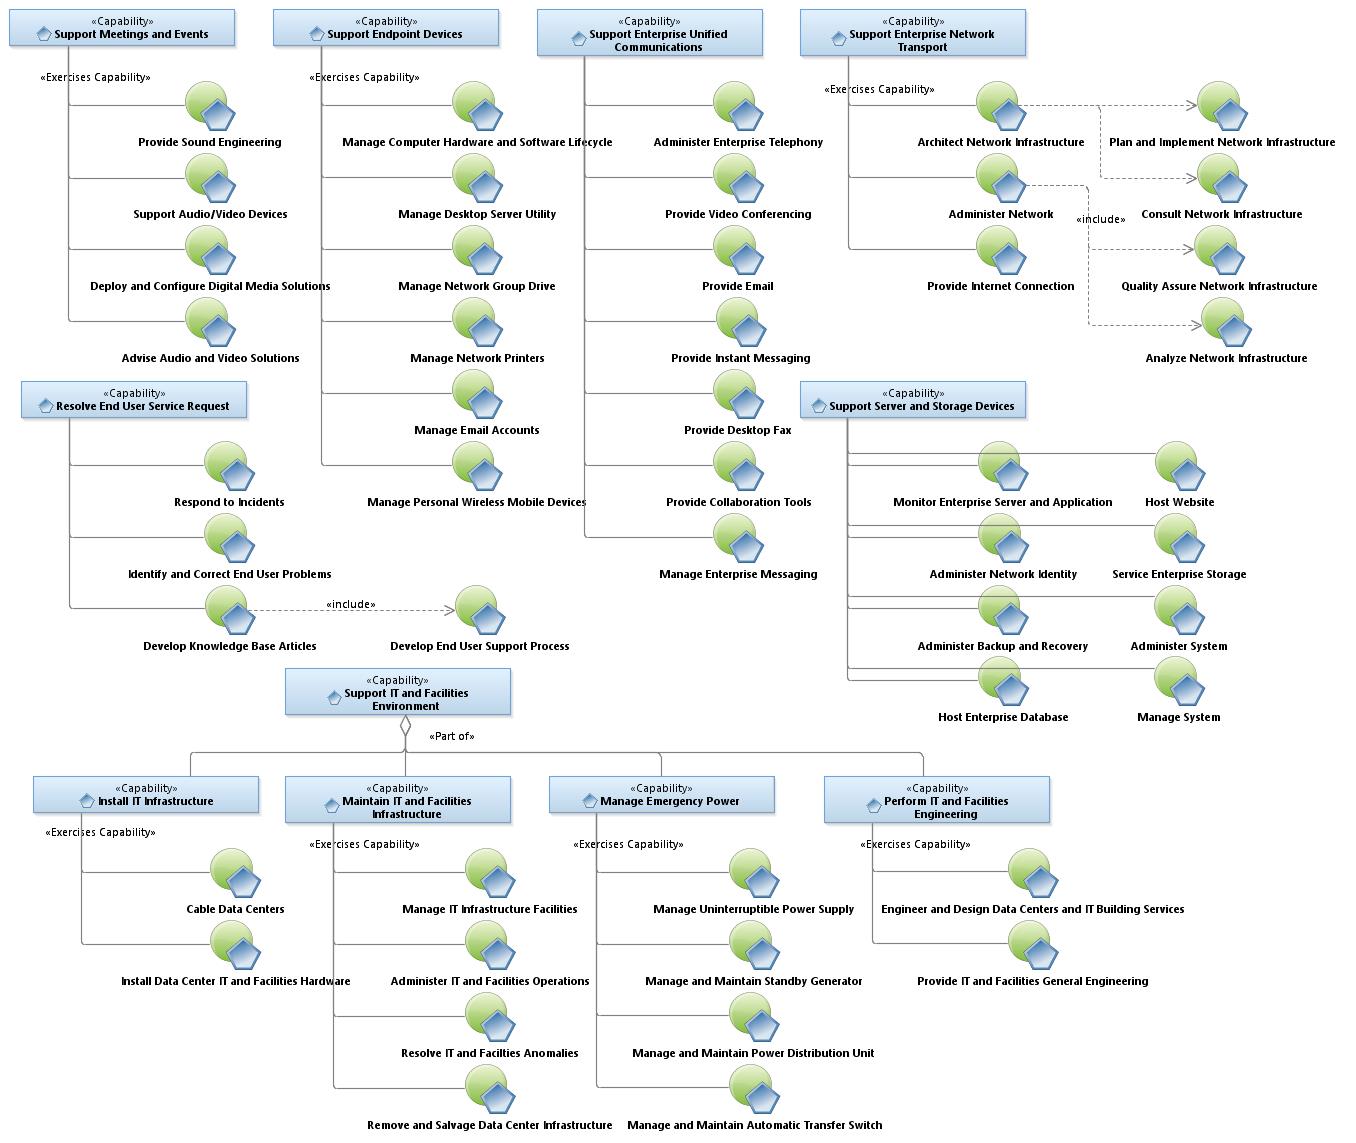 «Capability»
Support Meetings and Events
«Exercises Capability»
Provide Sound Engineering
Support Audio/Video Devices
Deploy and Configure Digital Media Solutions
Advise Audio and Video Solutions
«Capability»
Support Endpoint Devices
«Exercises Capability»
Manage Computer Hardware and Software Lifecycle
Manage Desktop Server Utility
Manage Network Group Drive
Manage Network Printers
Manage Email Accounts
Manage Personal Wireless Mobile Devices
«Capability»
Support Enterprise Unified
Communications
Administer Enterprise Telephony
Provide Video Conferencing
Provide Email
Provide Instant Messaging
Provide Desktop Fax
Provide Collaboration Tools
Manage Enterprise Messaging
«Capability»
Support Enterprise Network
Transport
«Exercises Capability»
Architect Network Infrastructure
Plan and Implement Network Infrastructure
Administer Network
Consult Network Infrastructure
«include»
Provide Internet Connection
Quality Assure Network Infrastructure
Analyze Network Infrastructure
«Capability»
Resolve End User Service Request
Respond to Incidents
Identify and Correct End User Problems
Develop Knowledge Base Articles
«include»
Develop End User Support Process
«Capability»
Support Server and Storage Devices
Monitor Enterprise Server and Application
Host Website
Administer Network Identity
Service Enterprise Storage
Administer Backup and Recovery
Administer System
Host Enterprise Database
Manage System
«Capability»
Support IT and Facilities
Environment
«Part of»
«Capability»
Install IT Infrastructure
«Exercises Capability»
Cable Data Centers
Install Data Center IT and Facilities Hardware
«Capability»
Maintain IT and Facilities
Infrastructure
«Exercises Capability»
Manage IT Infrastructure Facilities
Administer IT and Facilities Operations
Resolve IT and Facilties Anomalies
Remove and Salvage Data Center Infrastructure
«Capability»
Manage Emergency Power
«Exercises Capability»
Manage Uninterruptible Power Supply
Manage and Maintain Standby Generator
Manage and Maintain Power Distribution Unit
Manage and Maintain Automatic Transfer Switch
«Capability»
Perform IT and Facilities
Engineering
«Exercises Capability»
Engineer and Design Data Centers and IT Building Services
Provide IT and Facilities General Engineering